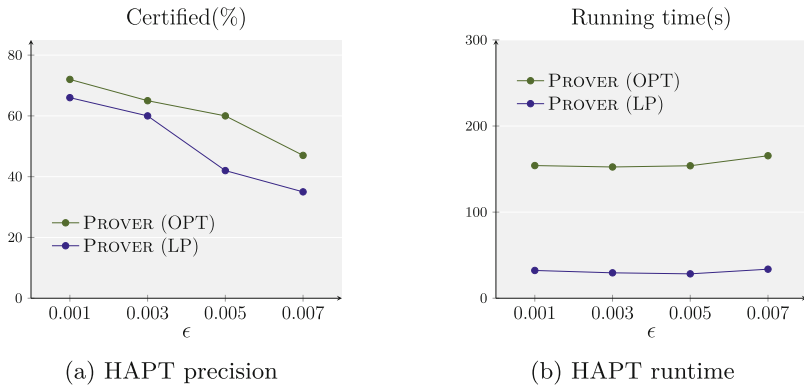 Certified(%)
80
60
40
20
0
PROVER (OPT)
PROVER (LP)
0.001 0.003 0.005 0.007
ϵ
(a) HAPT precision
Running time(s)
300
200
100
0
PROVER (OPT)
PROVER (LP)
0.001 0.003 0.005 0.007
ϵ
(b) HAPT runtime